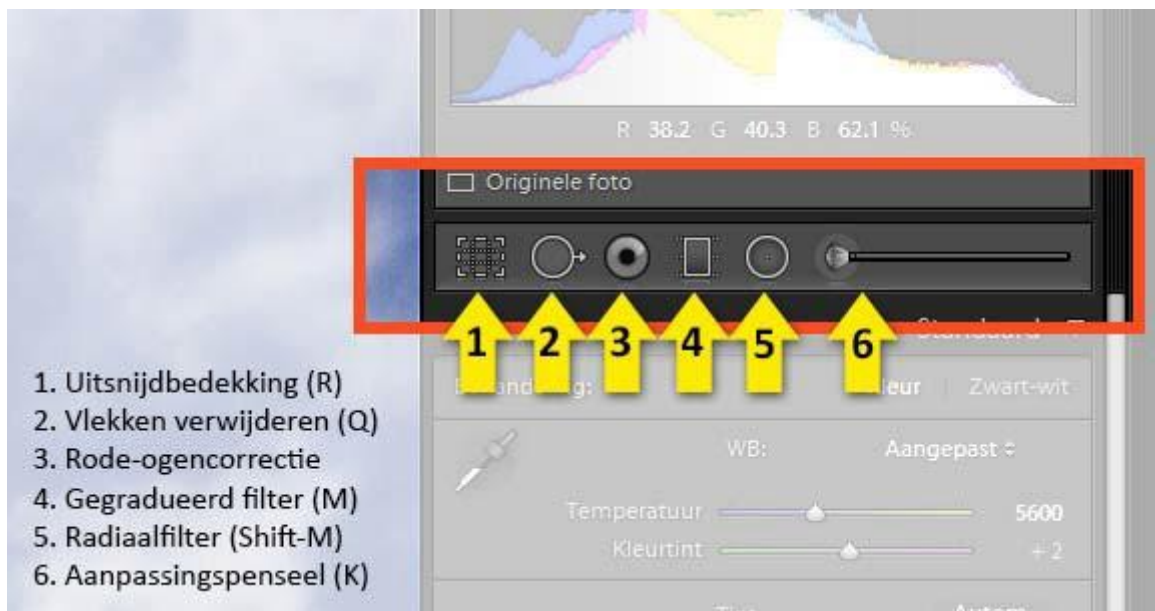 R 38.2 G 40.3 B 62.1 %
Originele foto
1 2 3 4 5 6
Standaard
1. Uitsnijdbedekking (R)
2. Vlekken verwijderen (Q)
3. Rode-ogencorrectie
4. Gegradueerd filter (M)
5. Radiaalfilter (Shift-M)
6. Aanpassingspenseel (K)
Zwart-wit
WB: Aangepast
Temperatuur 5600
Kleurtint + 2